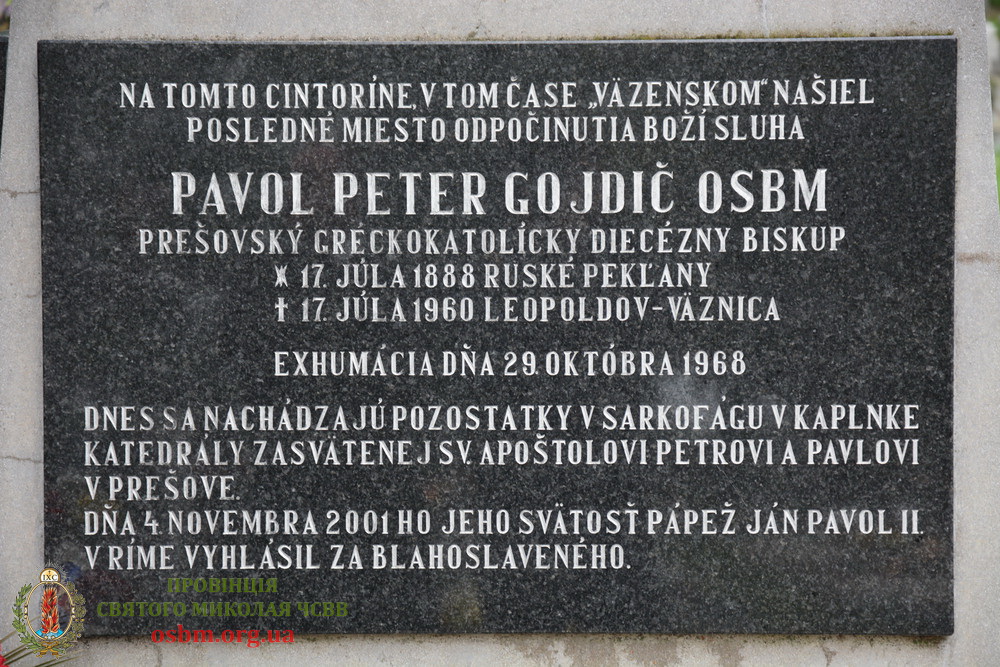 NA TOMTO CINTORÍNE, V TOM ČASE „VÄZENSKOM“ NAŠIEL
POSLEDNÉ MIESTO ODPOČINUTIA BOŽÍ SLUHA
PAVOL PETER GOJDIČ OSBM
PREŠOVSKÝ GRÉCKOKATOLÍCKY DIECÉZNY BISKUP
* 17. JÚLA 1888 RUSKÉ PEKĽANY
† 17. JÚLA 1960 LEOPOLDOV-VÄZNICA
EXHUMÁCIA DŇA 29. OKTÓBRA 1968
DNES SA NACHÁDZAJÚ POZOSTATKY V SARKOFÁGU V KAPLNKE
KATEDRÁLY ZASVÄTENEJ SV. APOŠTOLOVI PETROVI A PAVLOVI
V PREŠOVE.
DŇA 4. NOVEMBRA 2001 HO JEHO SVÄTOSŤ PÁPEŽ JÁN PAVOL II.
V RÍME VYHLÁSIL ZA BLAHOSLAVENÉHO.
ПРОВІНЦІЯ
СВЯТОГО МИКОЛАЯ ЧСВВ
osbm.org.ua
IXC